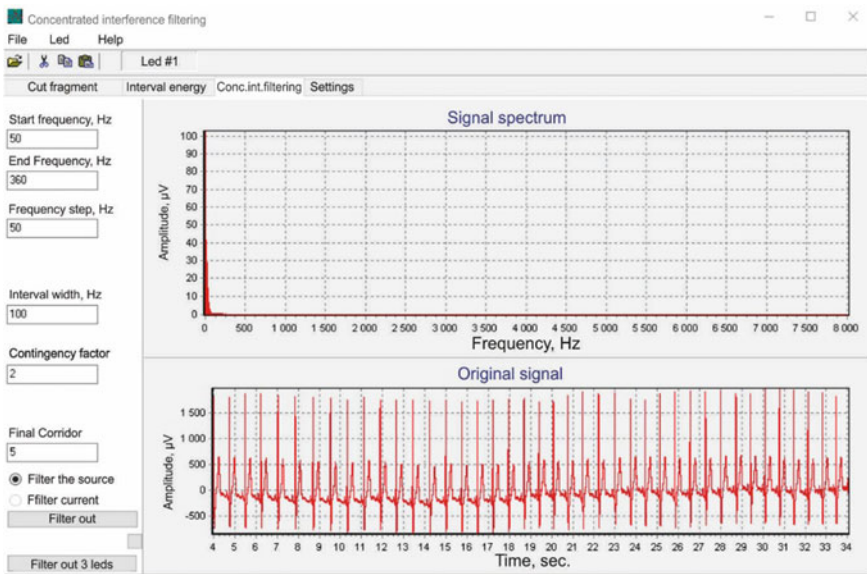 Concentrated interference filtering
File Led Help
Led #1
Cut fragment Interval energy Conc.int.filtering Settings
Start frequency, Hz
50
End Frequency, Hz
360
Frequency step, Hz
50
Interval width, Hz
100
Contingency factor
2
Final Corridor
5
Filter the source
Ffilter current
Filter out
Filter out 3 leds
Signal spectrum
Amplitude, µV
100
90
80
70
60
50
40
30
20
10
0
0 500 1 000 1 500 2 000 2 500 3 000 3 500 4 000 4 500 5 000 5 500 6 000 6 500 7 000 7 500 8 000
Frequency, Hz
Original signal
Amplitude, µV
1 500
1 000
500
0
-500
4 5 6 7 8 9 10 11 12 13 14 15 16 17 18 19 20 21 22 23 24 25 26 27 28 29 30 31 32 33 34
Time, sec.